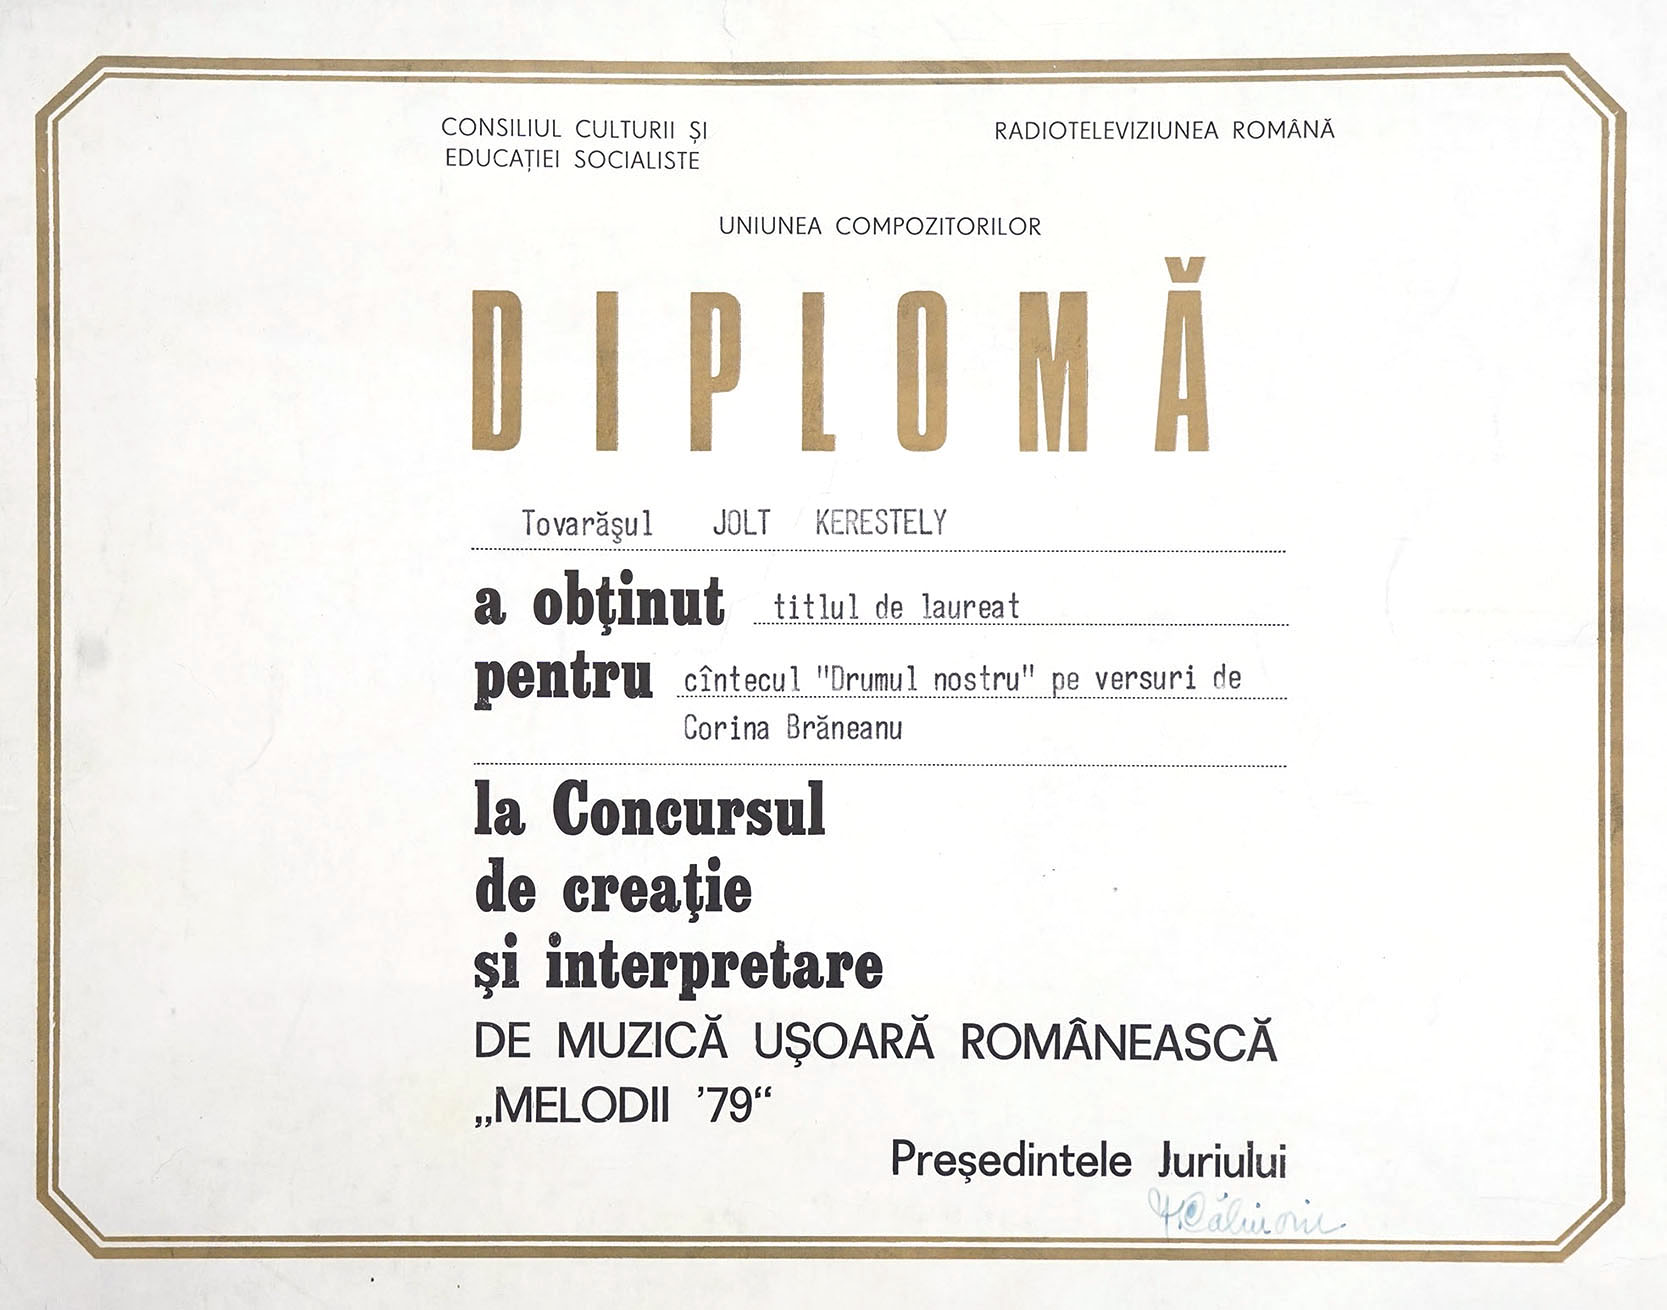 CONSILIUL CULTURII ȘI
EDUCAȚIEI SOCIALISTE
RADIOTELEVIZIUNEA ROMÂNĂ
UNIUNEA COMPOZITORILOR
DIPLOMĂ
Tovarăşul JOLT KERESTELY
a obţinut titlul de laureat
pentru cîntecul "Drumul nostru" pe versuri de
Corina Brăneanu
la Concursul
de creaţie
şi interpretare
DE MUZICĂ UŞOARĂ ROMÂNEASCĂ
„MELODII ’79“
Preşedintele Juriului